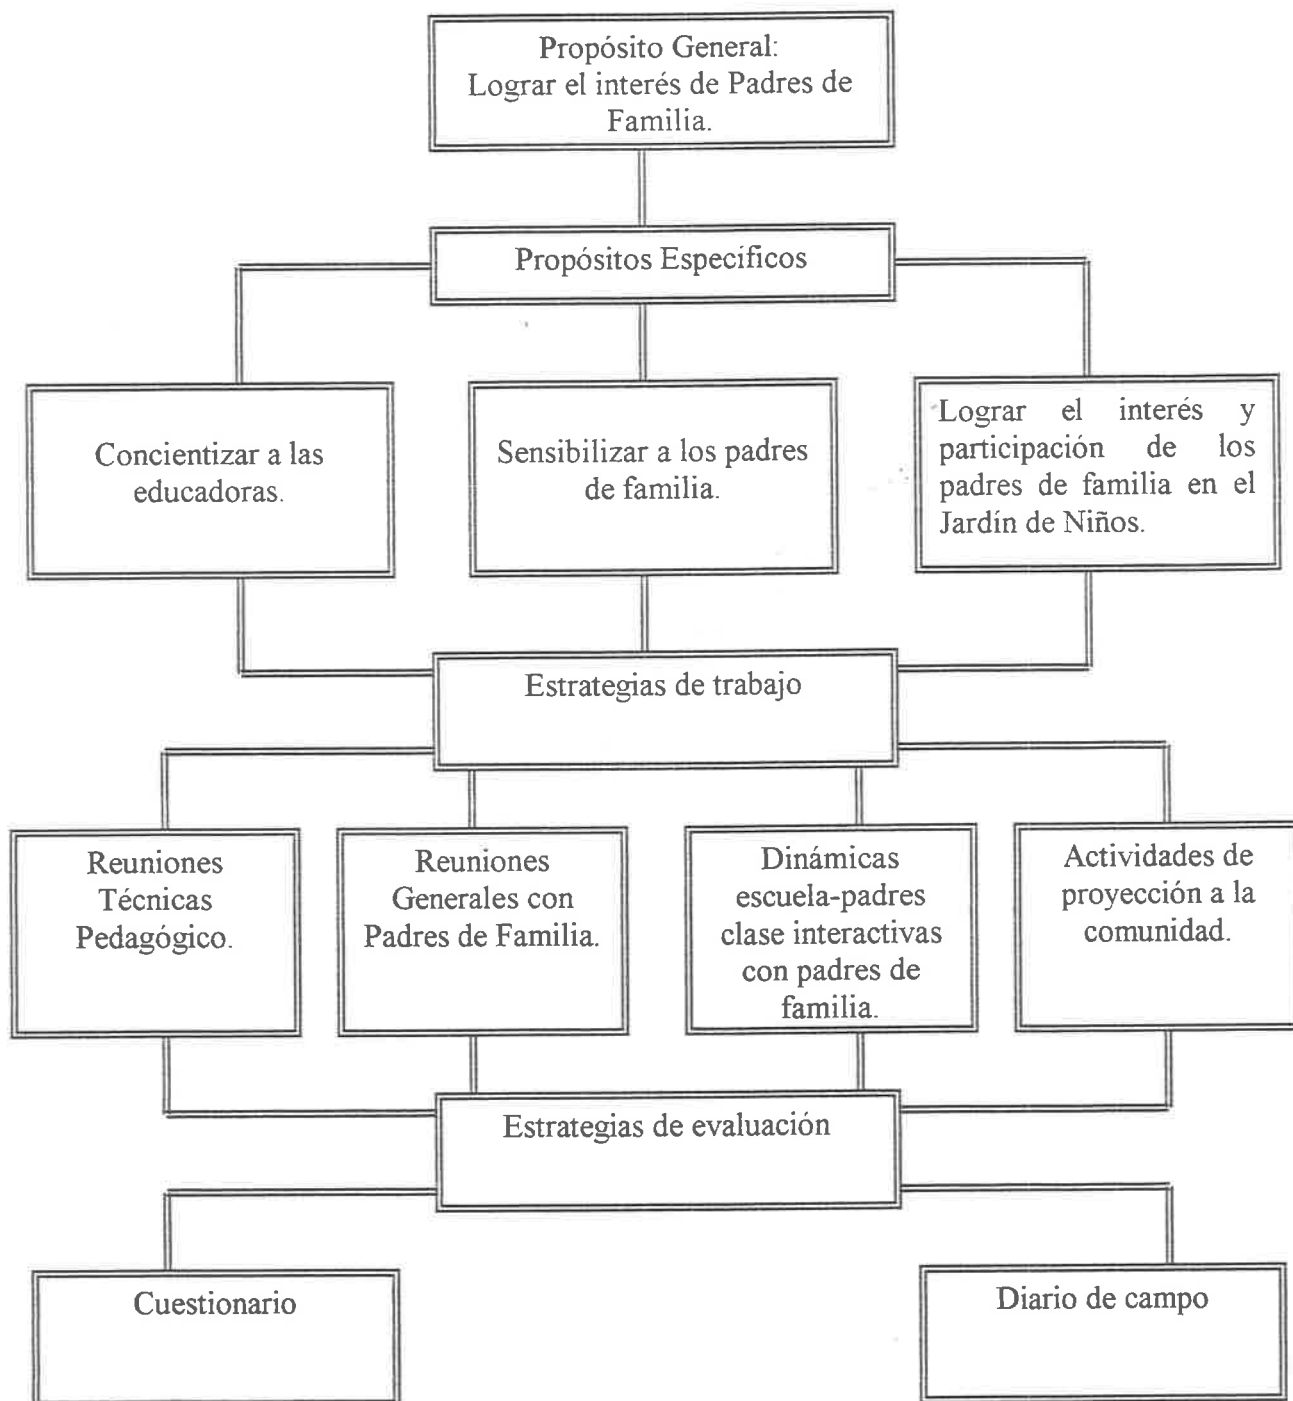 Propósito General:
Lograr el interés de Padres de
Familia.
Propósitos Específicos
Concientizar a las
educadoras.
Sensibilizar a los padres
de familia.
Lograr el interés y
participación de los
padres de familia en el
Jardín de Niños.
Estrategias de trabajo
Reuniones
Técnicas
Pedagógico.
Reuniones
Generales con
Padres de Familia.
Dinámicas
escuela-padres
clase interactivas
con padres de
familia.
Actividades de
proyección a la
comunidad.
Estrategias de evaluación
Cuestionario
Diario de campo